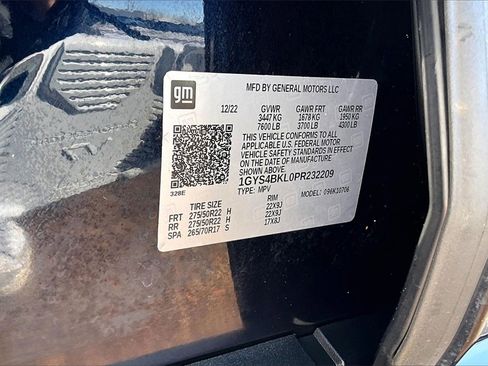 gm
MFD BY GENERAL MOTORS LLC
12/22 GVWR GAWR FRT GAWR RR
3447 KG 1678 KG 1950 KG
7600 LB 3700 LB 4300 LB
THIS VEHICLE CONFORMS TO ALL
APPLICABLE U.S. FEDERAL MOTOR
VEHICLE SAFETY STANDARDS IN
EFFECT ON THE DATE OF
MANUFACTURE SHOWN ABOVE.
1GYS4BKL0PR232209
TYPE: MPV MODEL: 096K10706
328E
TIRE SIZE RIM
FRT 275/50R22 H 22X9J
RR 275/50R22 H 22X9J
SPA 265/70R17 S 17X8J